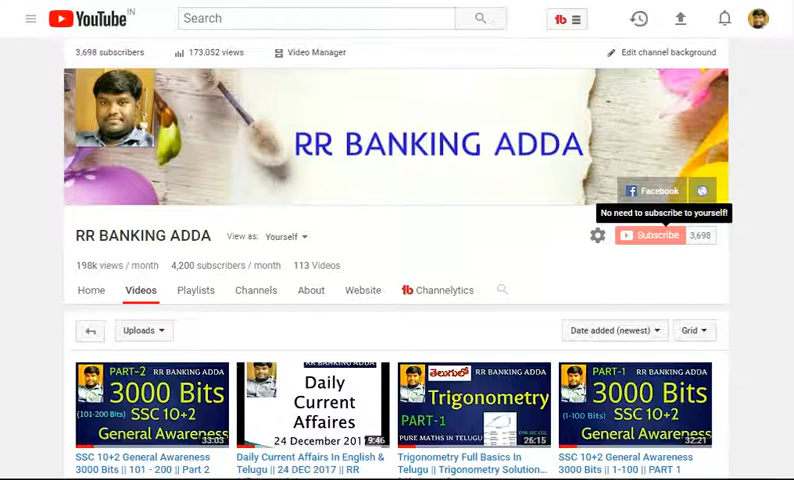 YouTube IN
Search
3,698 subscribers 173,052 views Video Manager Edit channel background
RR BANKING ADDA
Facebook
No need to subscribe to yourself!
RR BANKING ADDA View as: Yourself Subscribe 3,698
198k views / month 4,200 subscribers / month 113 Videos
Home Videos Playlists Channels About Website Channelytics
Uploads Date added (newest) Grid
PART-2 RR BANKING ADDA
3000 Bits
(101-200 Bits) SSC 10+2
General Awareness
33:03
RR BANKING ADDA
Daily
Current
Affaires
24 December 2017
9:46
తెలుగులో RR BANKING ADDA
Trigonometry
PART-1
PURE MATHS IN TELUGU
26:15
PART-1 RR BANKING ADDA
3000 Bits
(1-100 Bits) SSC 10+2
General Awareness
32:21
SSC 10+2 General Awareness
3000 Bits || 101 - 200 || Part 2
Daily Current Affairs In English &
Telugu || 24 DEC 2017 || RR
Trigonometry Full Basics In
Telugu || Trigonometry Solution...
SSC 10+2 General Awareness
3000 Bits || 1-100 || PART 1